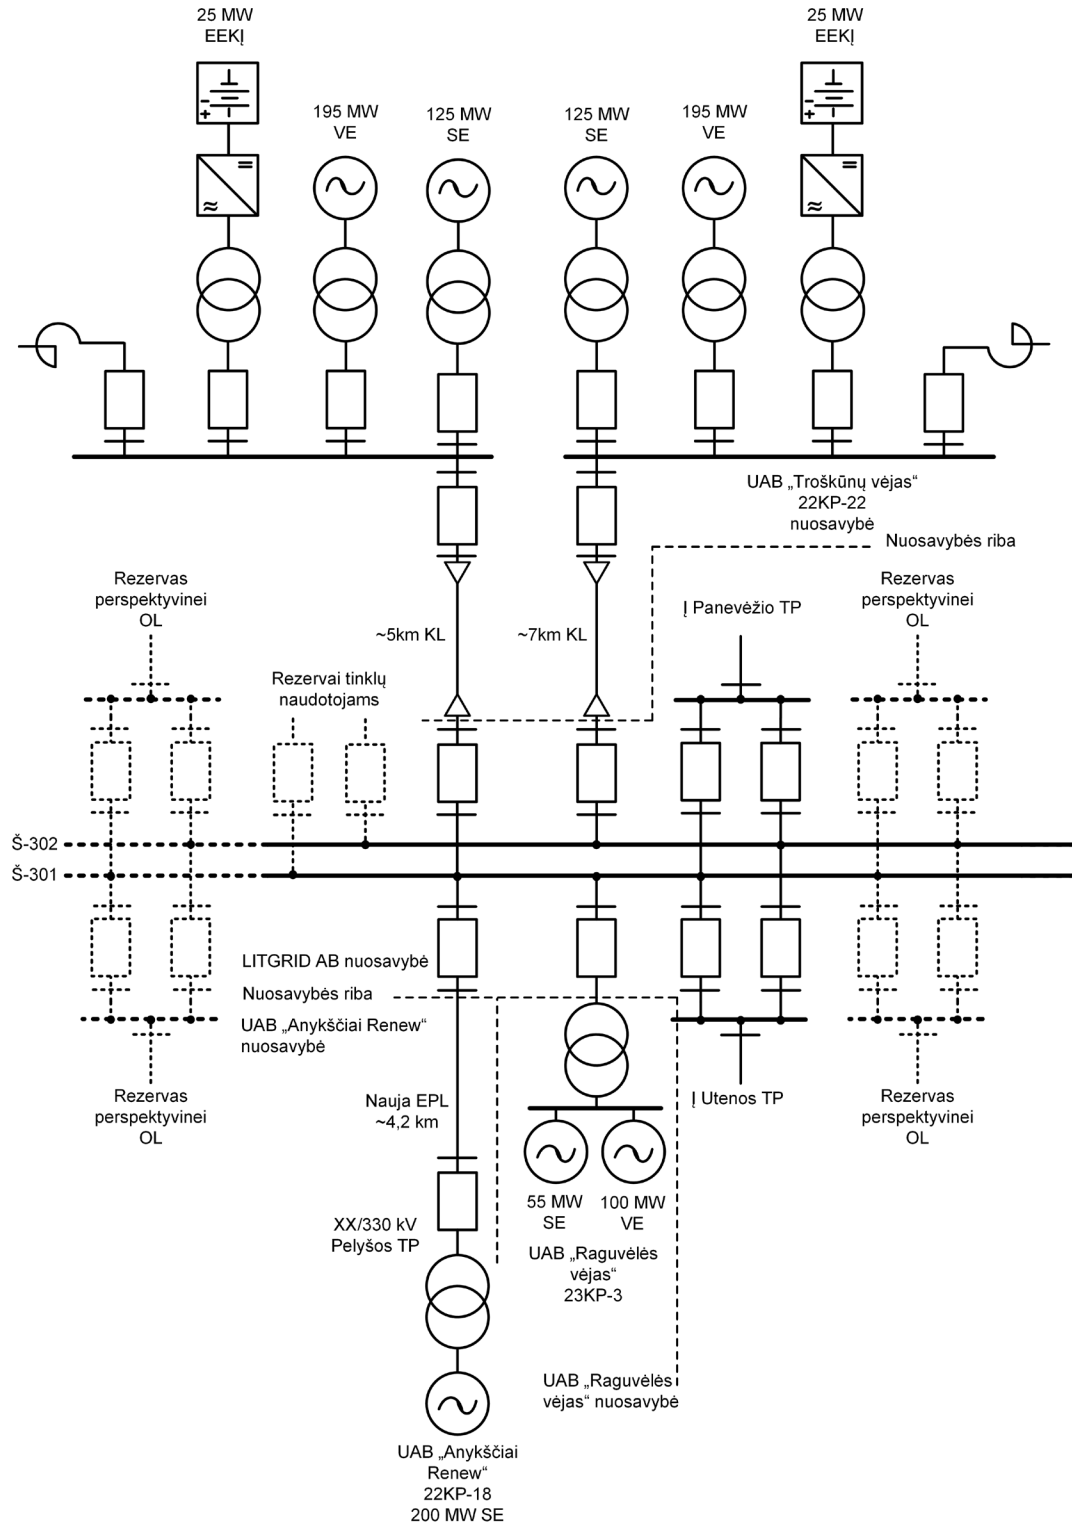 25 MW
EEKĮ
25 MW
EEKĮ
195 MW
VE
125 MW
SE
125 MW
SE
195 MW
VE
UAB „Troškūnų vėjas“
22KP-22
nuosavybė
Nuosavybės riba
Rezervas
perspektyvinei
OL
~5km KL
~7km KL
Į Panevėžio TP
Rezervas
perspektyvinei
OL
Rezervai tinklų
naudotojams
Š-302
Š-301
LITGRID AB nuosavybė
Nuosavybės riba
UAB „Anykščiai Renew“
nuosavybė
Rezervas
perspektyvinei
OL
Nauja EPL
~4,2 km
Į Utenos TP
Rezervas
perspektyvinei
OL
55 MW
SE
100 MW
VE
XX/330 kV
Pelyšos TP
UAB „Raguvėlės
vėjas“
23KP-3
UAB „Raguvėlės
vėjas“ nuosavybė
UAB „Anykščiai
Renew“
22KP-18
200 MW SE